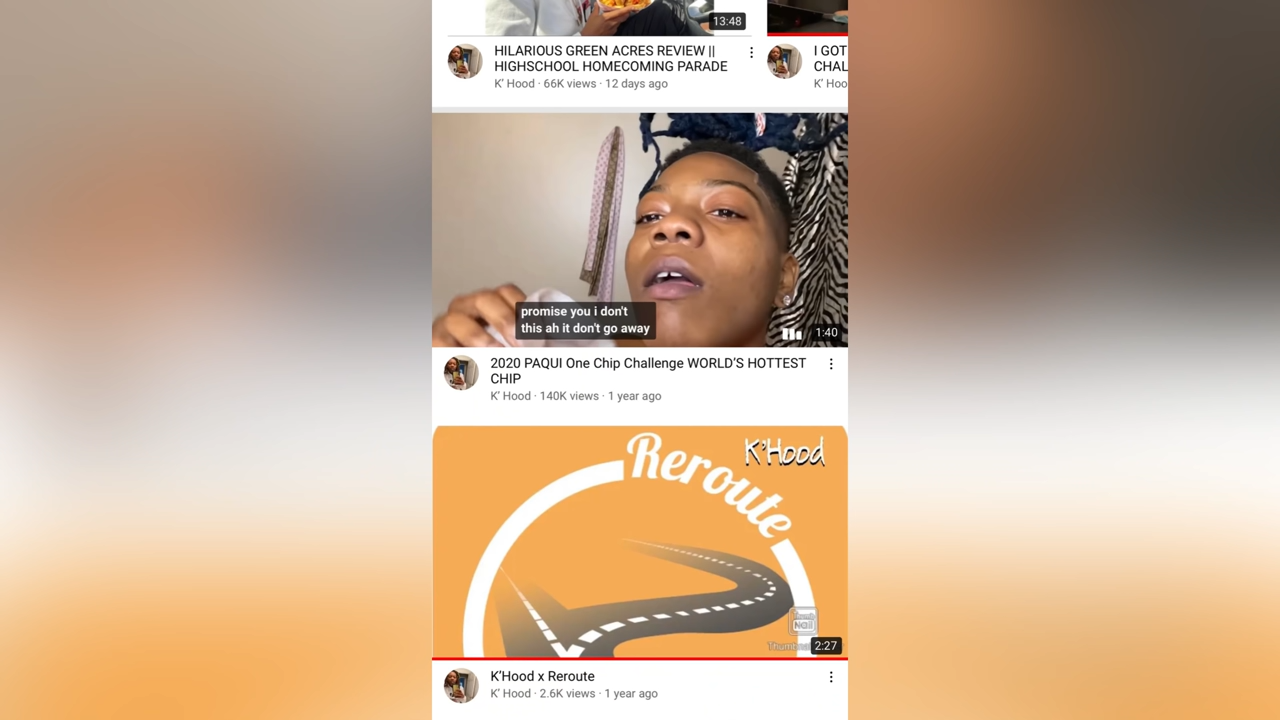 13:48
HILARIOUS GREEN ACRES REVIEW ||
HIGHSCHOOL HOMECOMING PARADE
K' Hood · 66K views · 12 days ago
I GOT
CHAL
K' Hoo
promise you i don't
this ah it don't go away
1:40
2020 PAQUI One Chip Challenge WORLD'S HOTTEST
CHIP
K' Hood · 140K views · 1 year ago
Reroute
K'Hood
2:27
K'Hood x Reroute
K' Hood · 2.6K views · 1 year ago